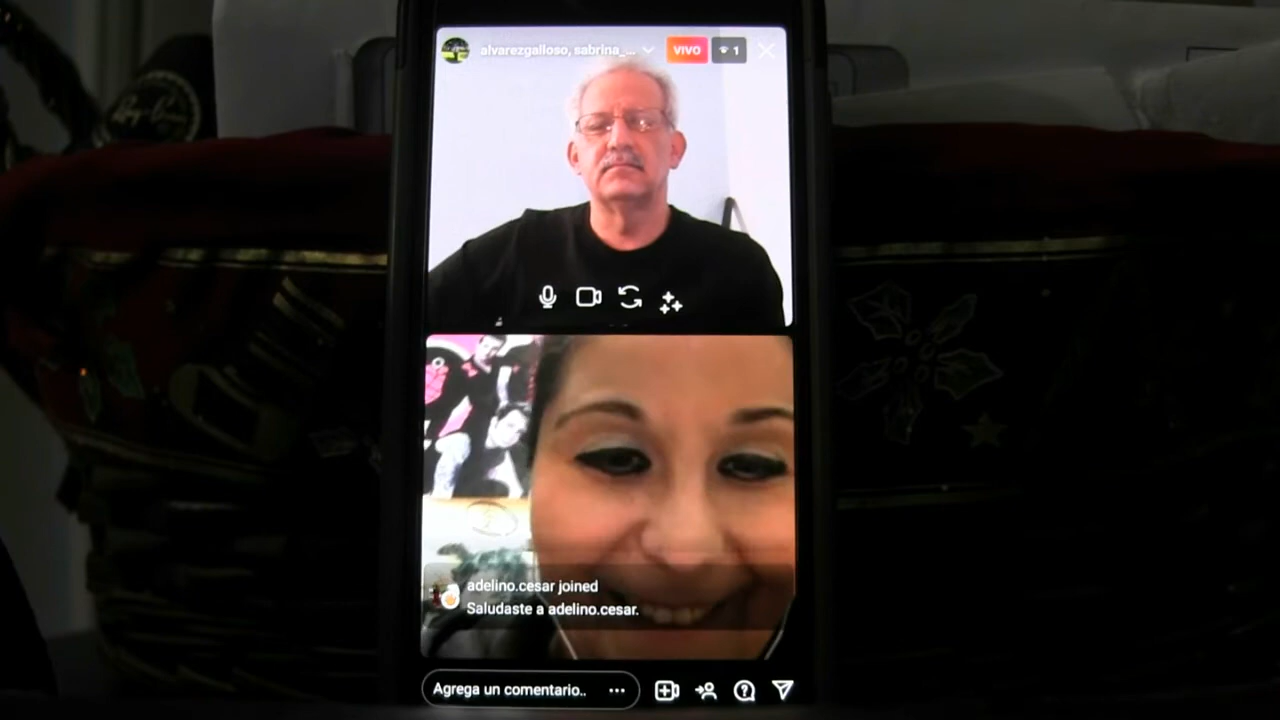 alvarezgalloso, sabrina_...
VIVO
1
adelino.cesar joined
Saludaste a adelino.cesar.
Agrega un comentario..